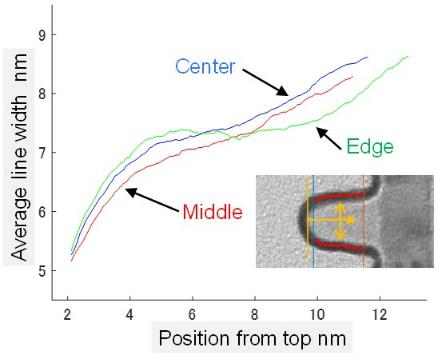 9
8
7
6
5
2
4
6
8
10
12
Average line width  nm
Position from top nm
Center
Middle
Edge